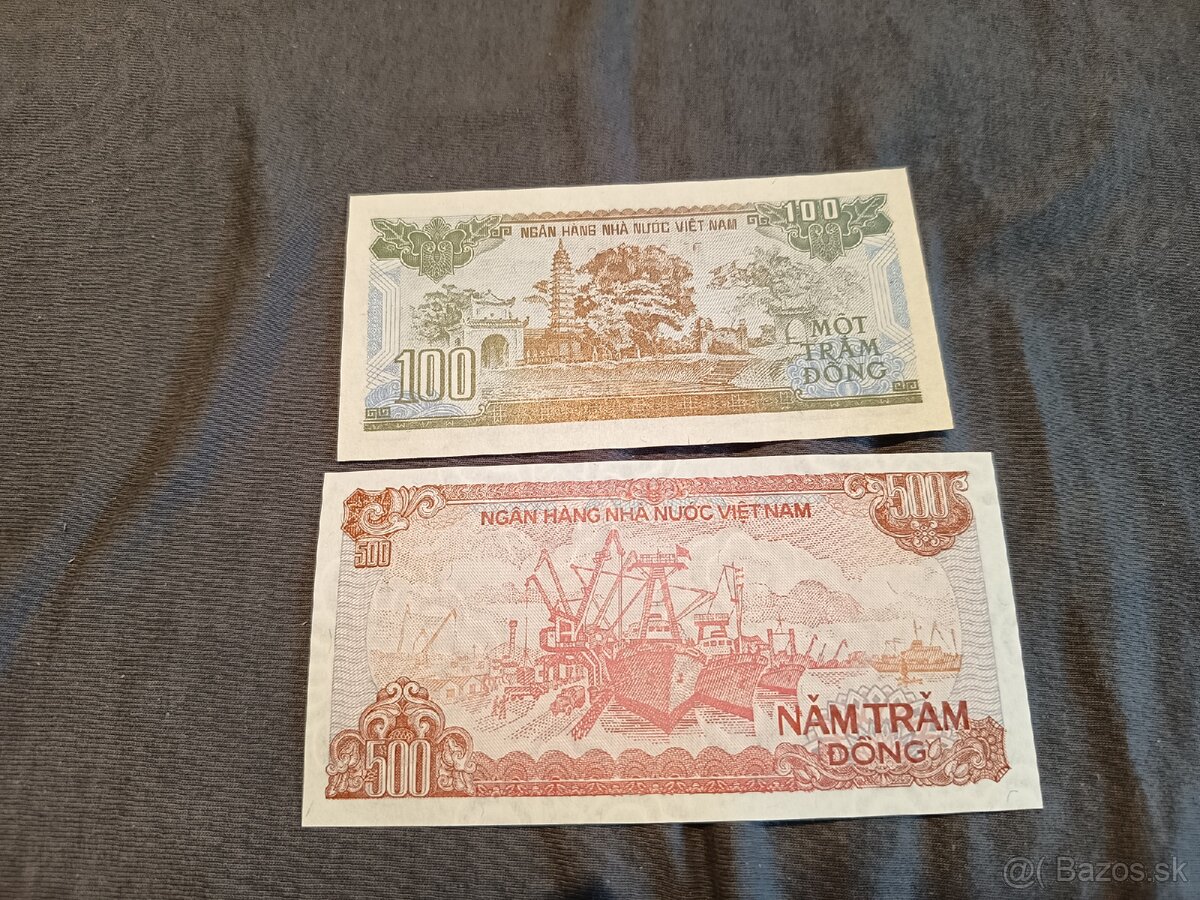 NGÂN HÀNG NHÀ NƯỚC VIỆT NAM
100
100
MỘT
TRĂM
ĐỒNG
NGÂN HÀNG NHÀ NƯỚC VIỆT NAM
500
500
500
NĂM TRĂM
ĐỒNG
@( Bazos.sk